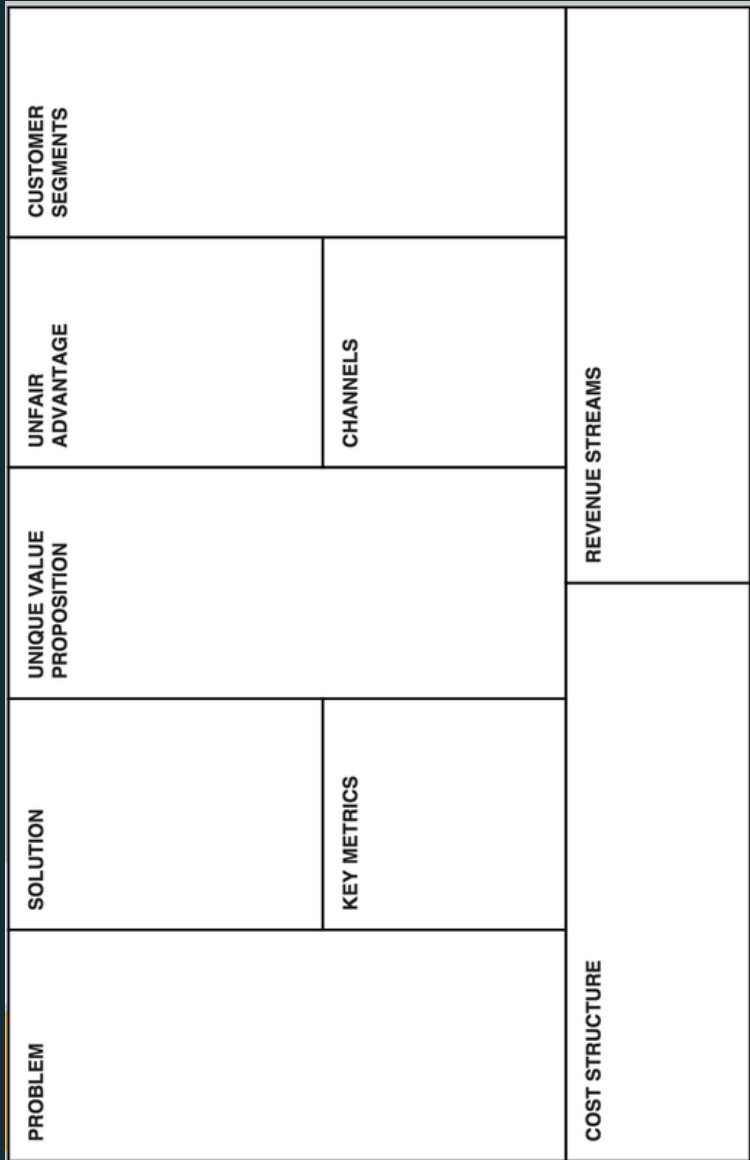 PROBLEM
SOLUTION
KEY METRICS
UNIQUE VALUE
PROPOSITION
UNFAIR
ADVANTAGE
CHANNELS
CUSTOMER
SEGMENTS
COST STRUCTURE
REVENUE STREAMS